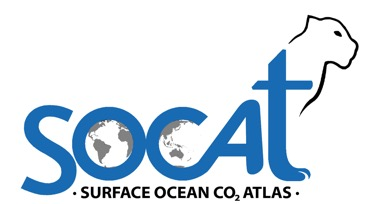 SOCAt
· SURFACE OCEAN CO₂ ATLAS ·